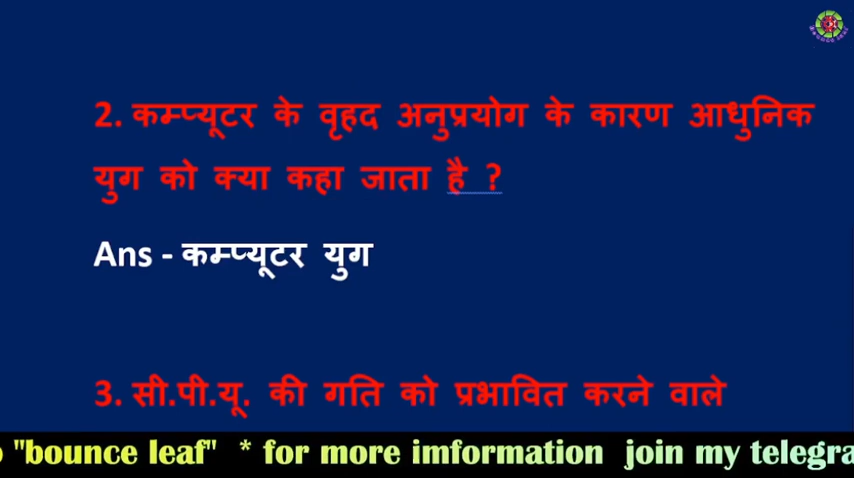 2. कम्प्यूटर के वृहद अनुप्रयोग के कारण आधुनिक
युग को क्या कहा जाता है ?
Ans - कम्प्यूटर युग
3. सी.पी.यू. की गति को प्रभावित करने वाले
"bounce leaf" * for more imformation join my telegra